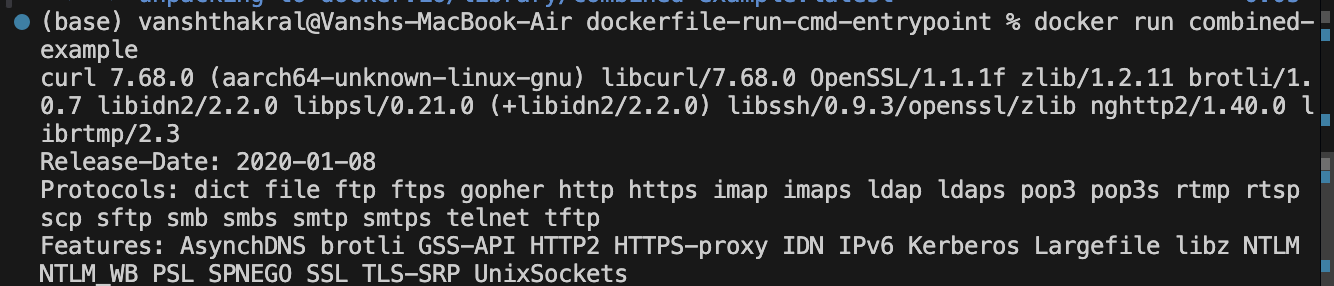 (base) vanshthakral@Vanshs-MacBook-Air dockerfile-run-cmd-entrypoint % docker run combined-
example
curl 7.68.0 (aarch64-unknown-linux-gnu) libcurl/7.68.0 OpenSSL/1.1.1f zlib/1.2.11 brotli/1.
0.7 libidn2/2.2.0 libpsl/0.21.0 (+libidn2/2.2.0) libssh/0.9.3/openssl/zlib nghttp2/1.40.0 l
ibrtmp/2.3
Release-Date: 2020-01-08
Protocols: dict file ftp ftps gopher http https imap imaps ldap ldaps pop3 pop3s rtmp rtsp
scp sftp smb smbs smtp smtps telnet tftp
Features: AsynchDNS brotli GSS-API HTTP2 HTTPS-proxy IDN IPv6 Kerberos Largefile libz NTLM
NTLM_WB PSL SPNEGO SSL TLS-SRP UnixSockets